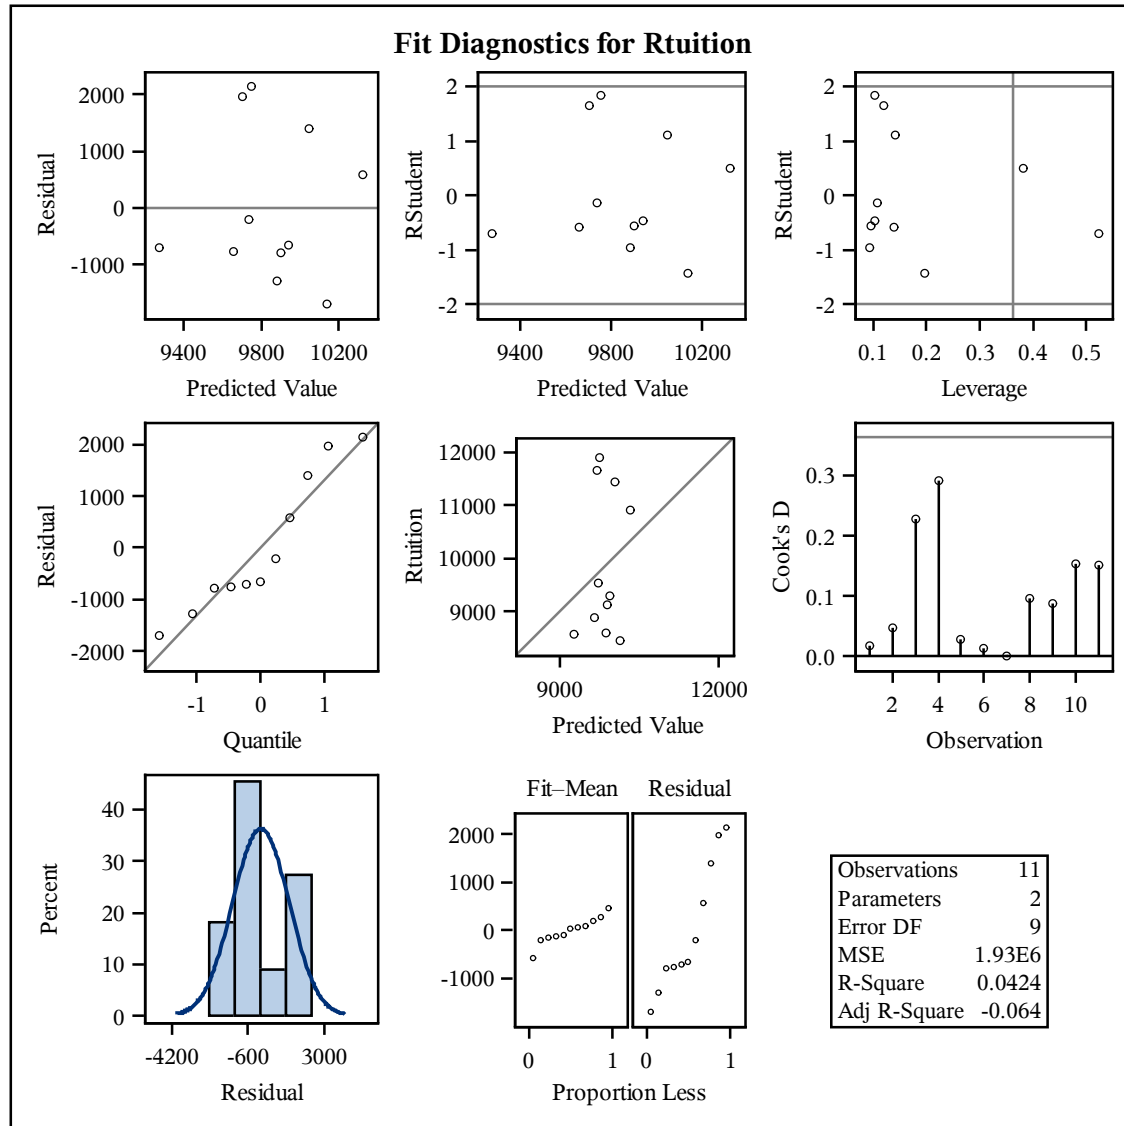 Fit Diagnostics for Rtuition
2000
1000
0
-1000
Residual
9400 9800 10200
Predicted Value
2
1
0
-1
-2
RStudent
9400 9800 10200
Predicted Value
2
1
0
-1
-2
RStudent
0.1 0.2 0.3 0.4 0.5
Leverage
2000
1000
0
-1000
-2000
Residual
-1 0 1
Quantile
12000
11000
10000
9000
Rtuition
9000 12000
Predicted Value
0.3
0.2
0.1
0.0
Cook's D
2 4 6 8 10
Observation
40
30
20
10
0
Percent
-4200 -600 3000
Residual
Fit–Mean Residual
2000
1000
0
-1000
0 1 0 1
Proportion Less
Observations 11
Parameters 2
Error DF 9
MSE 1.93E6
R-Square 0.0424
Adj R-Square -0.064